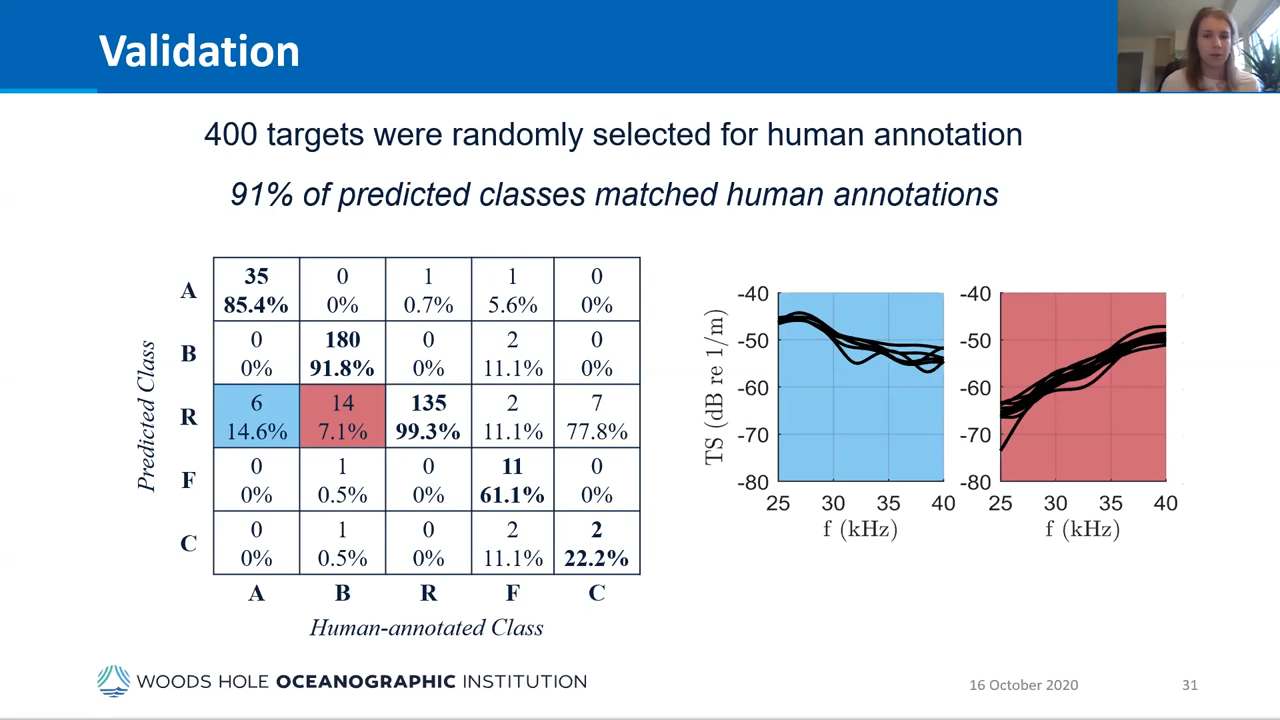 Validation
400 targets were randomly selected for human annotation
91% of predicted classes matched human annotations
Predicted Class
A
35 0 1 1 0
85.4% 0% 0.7% 5.6% 0%
B
0 180 0 2 0
0% 91.8% 0% 11.1% 0%
R
6 14 135 2 7
14.6% 7.1% 99.3% 11.1% 77.8%
F
0 1 0 11 0
0% 0.5% 0% 61.1% 0%
C
0 1 0 2 2
0% 0.5% 0% 11.1% 22.2%
A B R F C
Human-annotated Class
TS (dB re 1/m)
-40
-50
-60
-70
-80
25 30 35 40
f (kHz)
-40
-50
-60
-70
-80
25 30 35 40
f (kHz)
WOODS HOLE OCEANOGRAPHIC INSTITUTION
16 October 2020
31